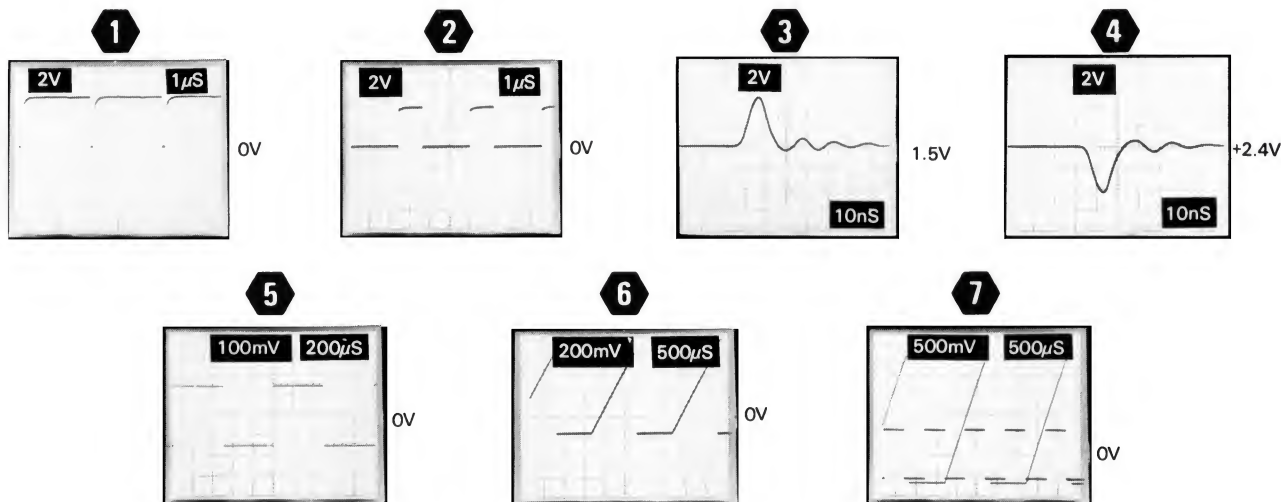 1 2 3 4
2V 1µS 0V
2V 1µS 0V
2V 10nS 1.5V
2V 10nS +2.4V
5 6 7
100mV 200µS 0V
200mV 500µS 0V
500mV 500µS 0V